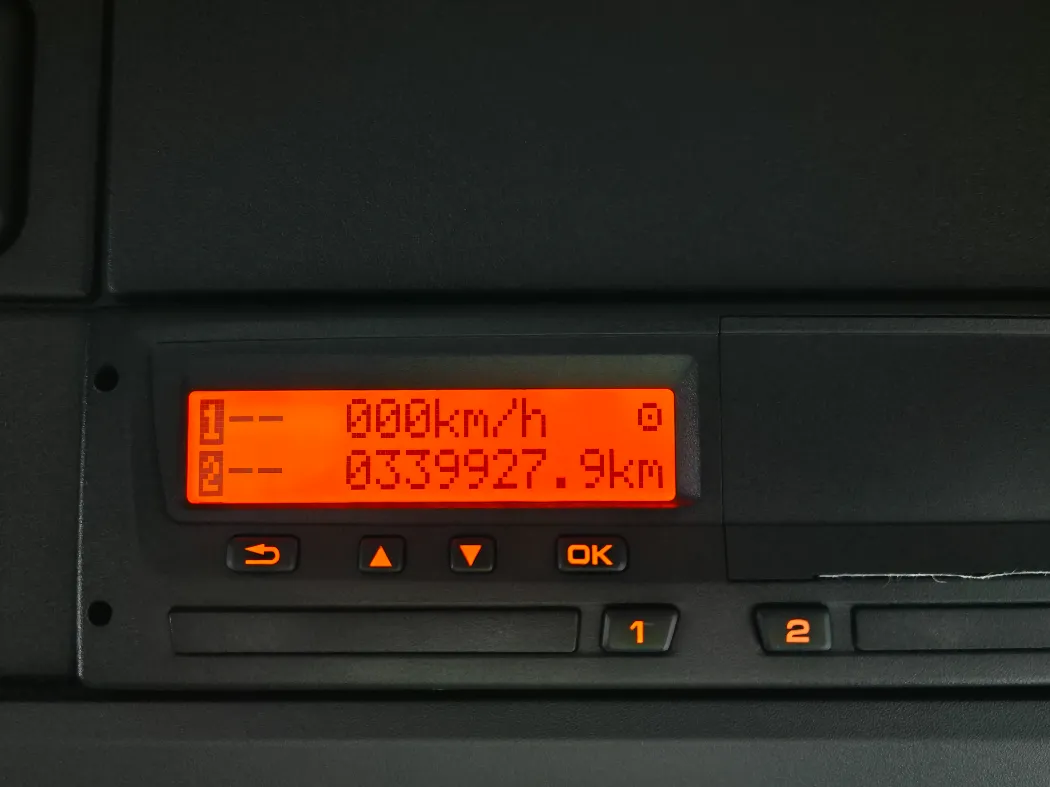 1-- 000km/h ⊙
2-- 0339927.9km
▲ ▼ OK
1 2